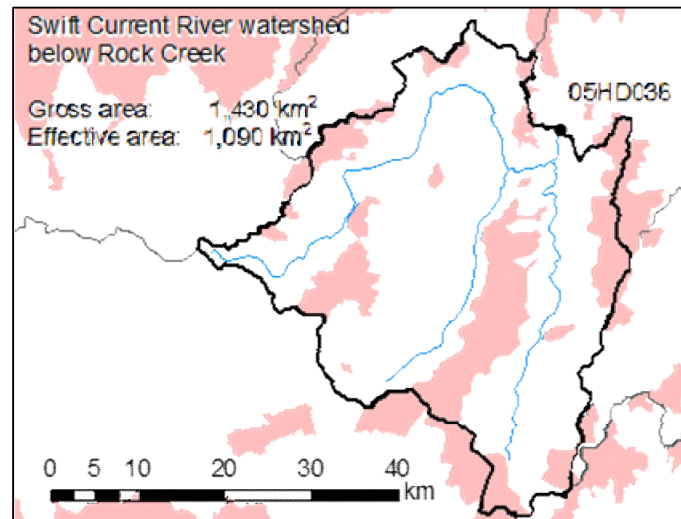 Swift Current River watershed
below Rock Creek
Gross area: 1,430 km²
Effective area: 1,090 km²
05HD036
0 5 10 20 30 40
km